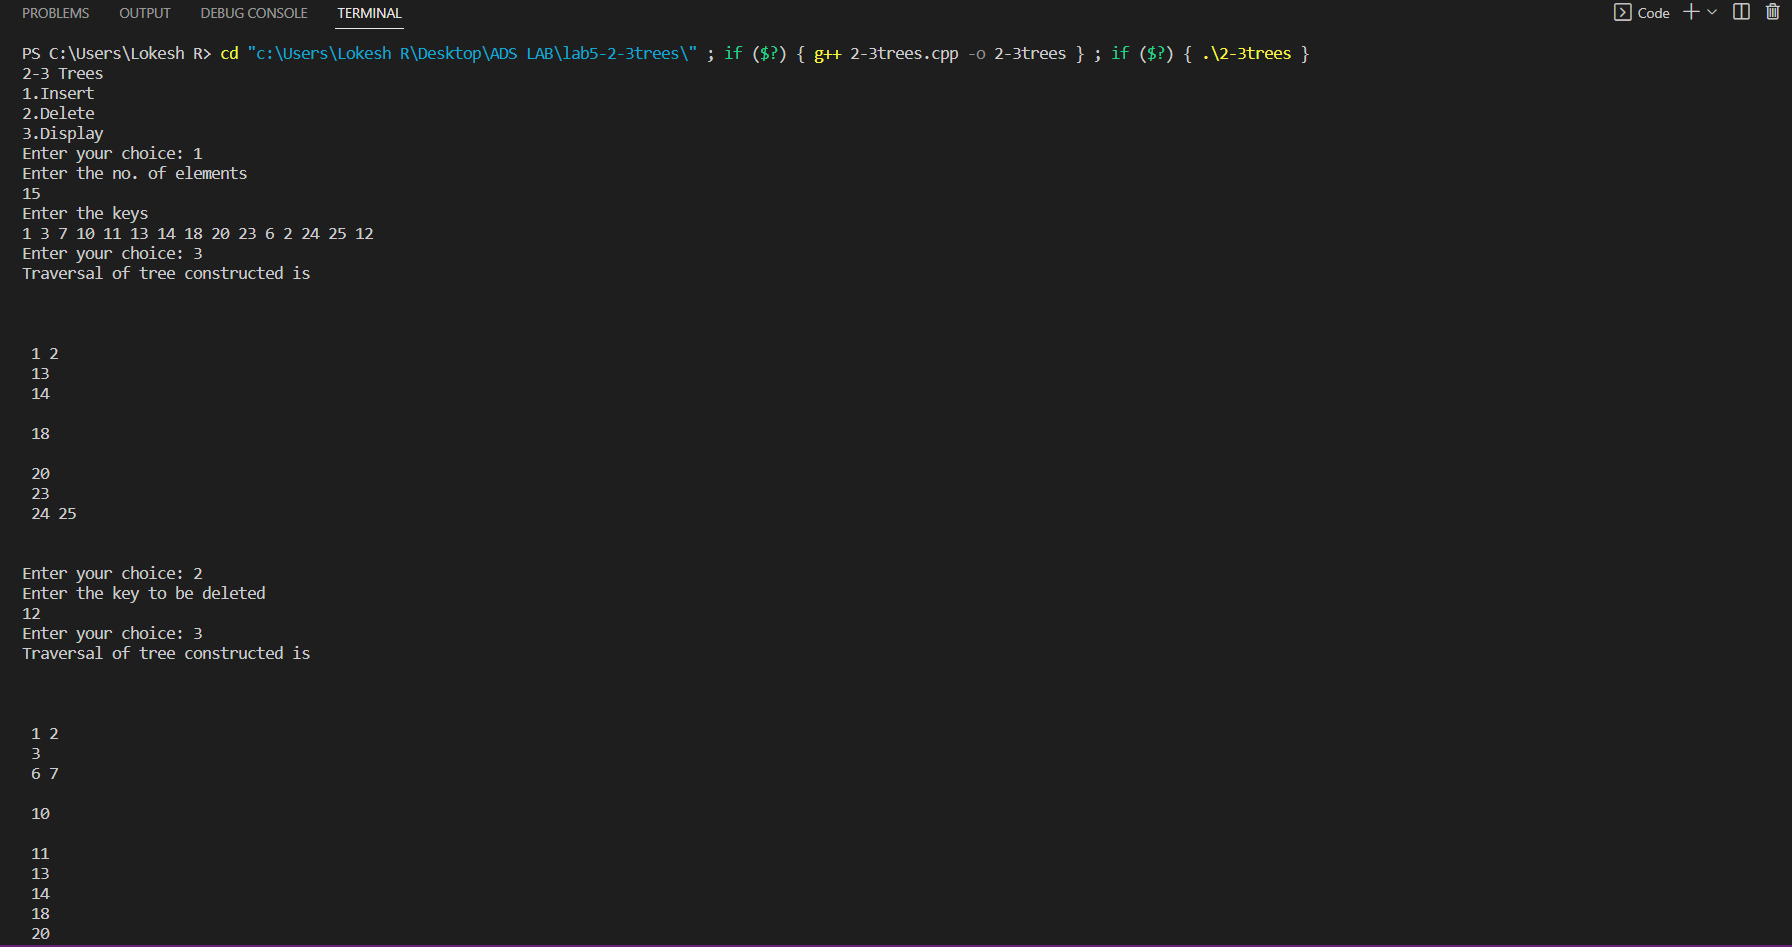 PROBLEMS OUTPUT DEBUG CONSOLE TERMINAL Code
PS C:\Users\Lokesh R> cd "c:\Users\Lokesh R\Desktop\ADS LAB\lab5-2-3trees\" ; if ($?) { g++ 2-3trees.cpp -o 2-3trees } ; if ($?) { .\2-3trees }
2-3 Trees
1.Insert
2.Delete
3.Display
Enter your choice: 1
Enter the no. of elements
15
Enter the keys
1 3 7 10 11 13 14 18 20 23 6 2 24 25 12
Enter your choice: 3
Traversal of tree constructed is
1 2
13
14
18
20
23
24 25
Enter your choice: 2
Enter the key to be deleted
12
Enter your choice: 3
Traversal of tree constructed is
1 2
3
6 7
10
11
13
14
18
20